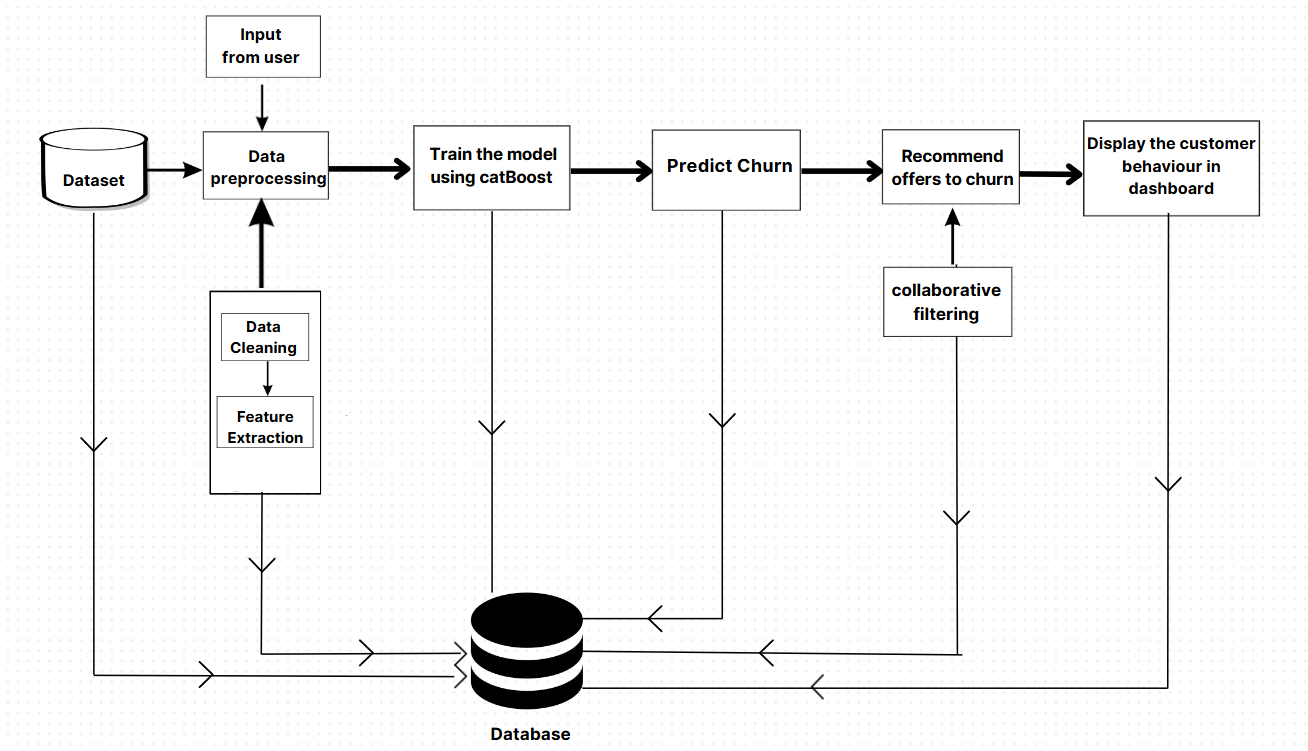 Input
from user
Dataset
Data
preprocessing
Train the model
using catBoost
Predict Churn
Recommend
offers to churn
Display the customer
behaviour in
dashboard
Data
Cleaning
Feature
Extraction
collaborative
filtering
Database